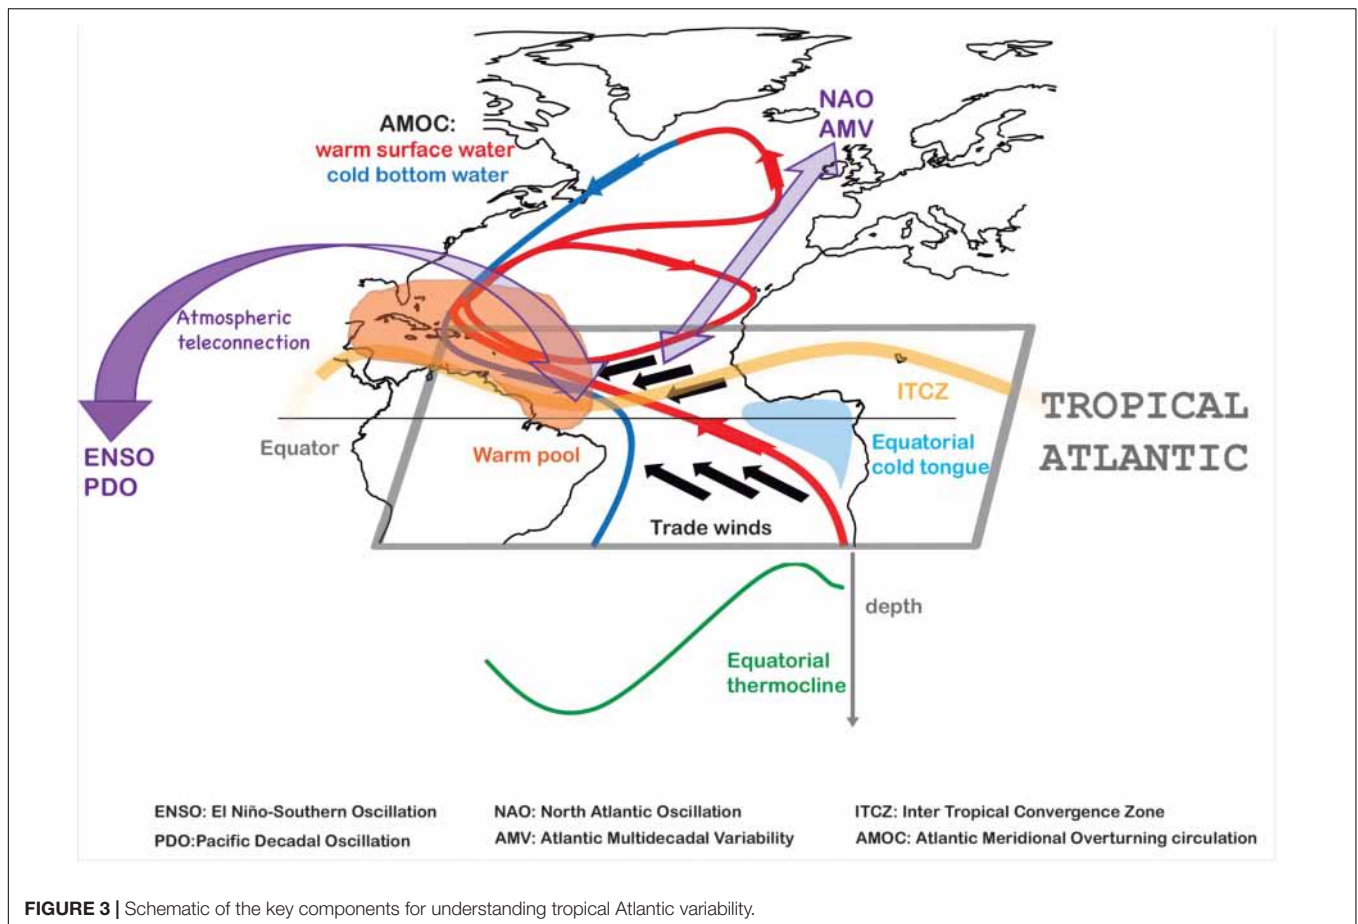 NAO
AMV
AMOC:
warm surface water
cold bottom water
Atmospheric
teleconnection
ENSO
PDO
Equator
Warm pool
ITCZ
Equatorial
cold tongue
TROPICAL
ATLANTIC
Trade winds
depth
Equatorial
thermocline
ENSO: El Niño-Southern Oscillation
NAO: North Atlantic Oscillation
ITCZ: Inter Tropical Convergence Zone
PDO:Pacific Decadal Oscillation
AMV: Atlantic Multidecadal Variability
AMOC: Atlantic Meridional Overturning circulation
FIGURE 3 | Schematic of the key components for understanding tropical Atlantic variability.